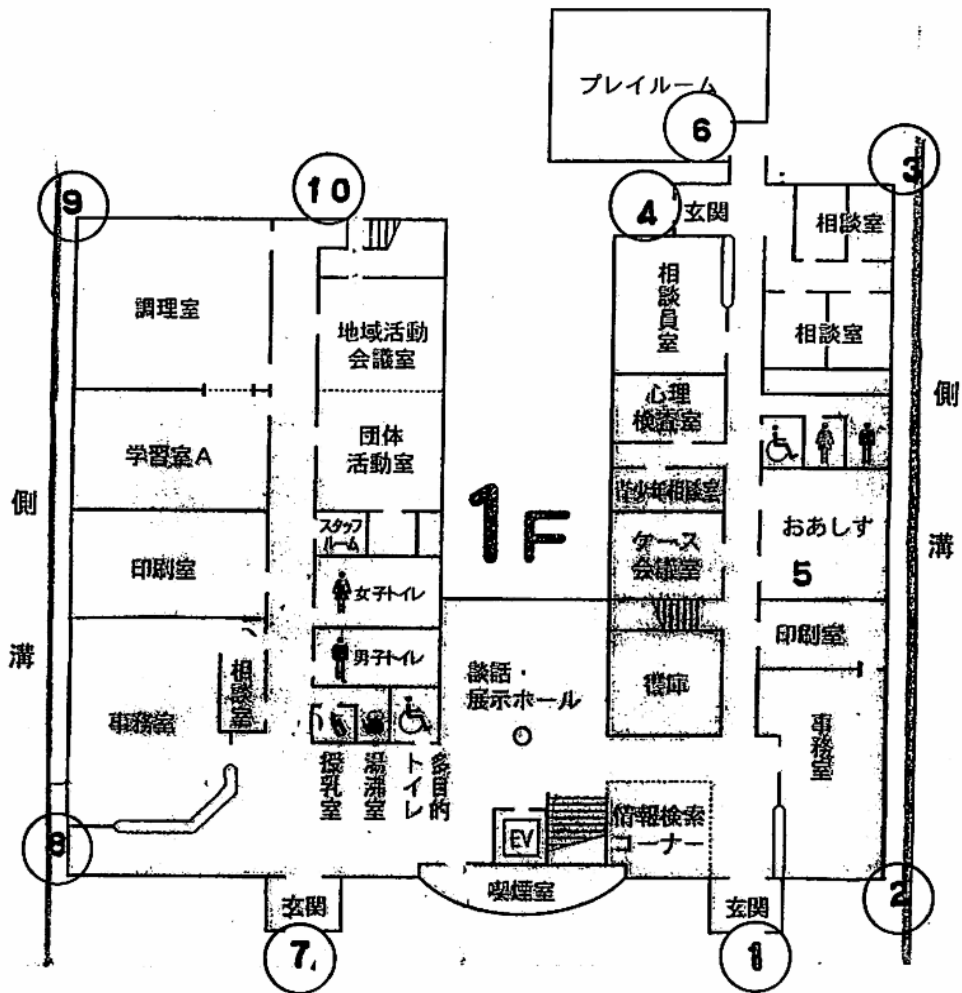 プレイルーム
6
3
9
10
4
玄関
相談室
調理室
地域活動
会議室
相談員室
相談室
心理
検査室
側
学習室A
団体
活動室
青少年相談室
側
1F
おあしす
溝
印刷室
スタッフ
ルーム
ケース
会議室
5
女子トイレ
印刷室
溝
男子トイレ
談話・
展示ホール
相談室
事務室
事務室
授乳室
湯沸室
多目的
トイレ
情報検索
コーナー
EV
8
喫煙室
2
玄関
玄関
7
1